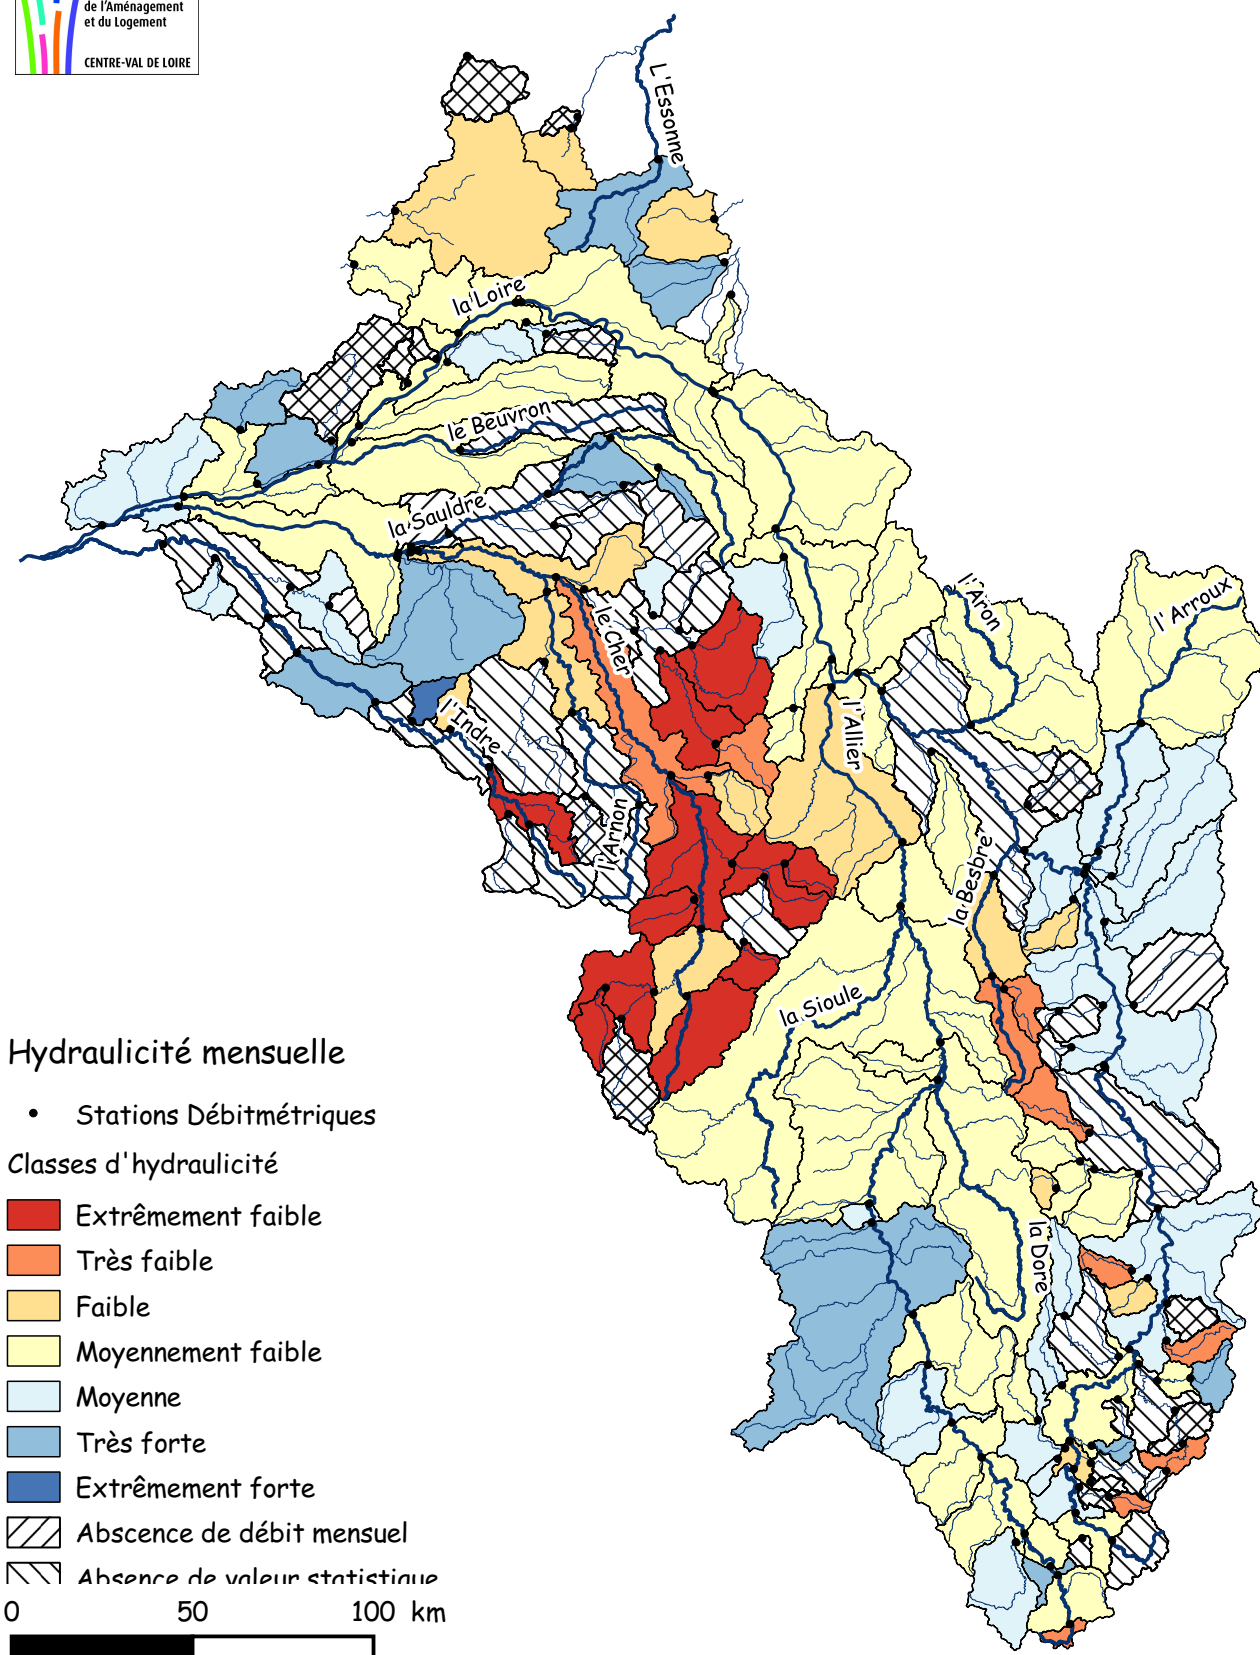 de l'Aménagement
et du Logement
CENTRE-VAL DE LOIRE
L'Essonne
la Loire
le Beuvron
la Sauldre
le Cher
l'Aron
l'Arroux
l'Allier
l'Indre
l'Arnon
la Besbre
la Sioule
la Dore
Hydraulicité mensuelle
Stations Débitmétriques
Classes d'hydraulicité
Extrêmement faible
Très faible
Faible
Moyennement faible
Moyenne
Très forte
Extrêmement forte
Abscence de débit mensuel
Absence de valeur statistique
0 50 100 km